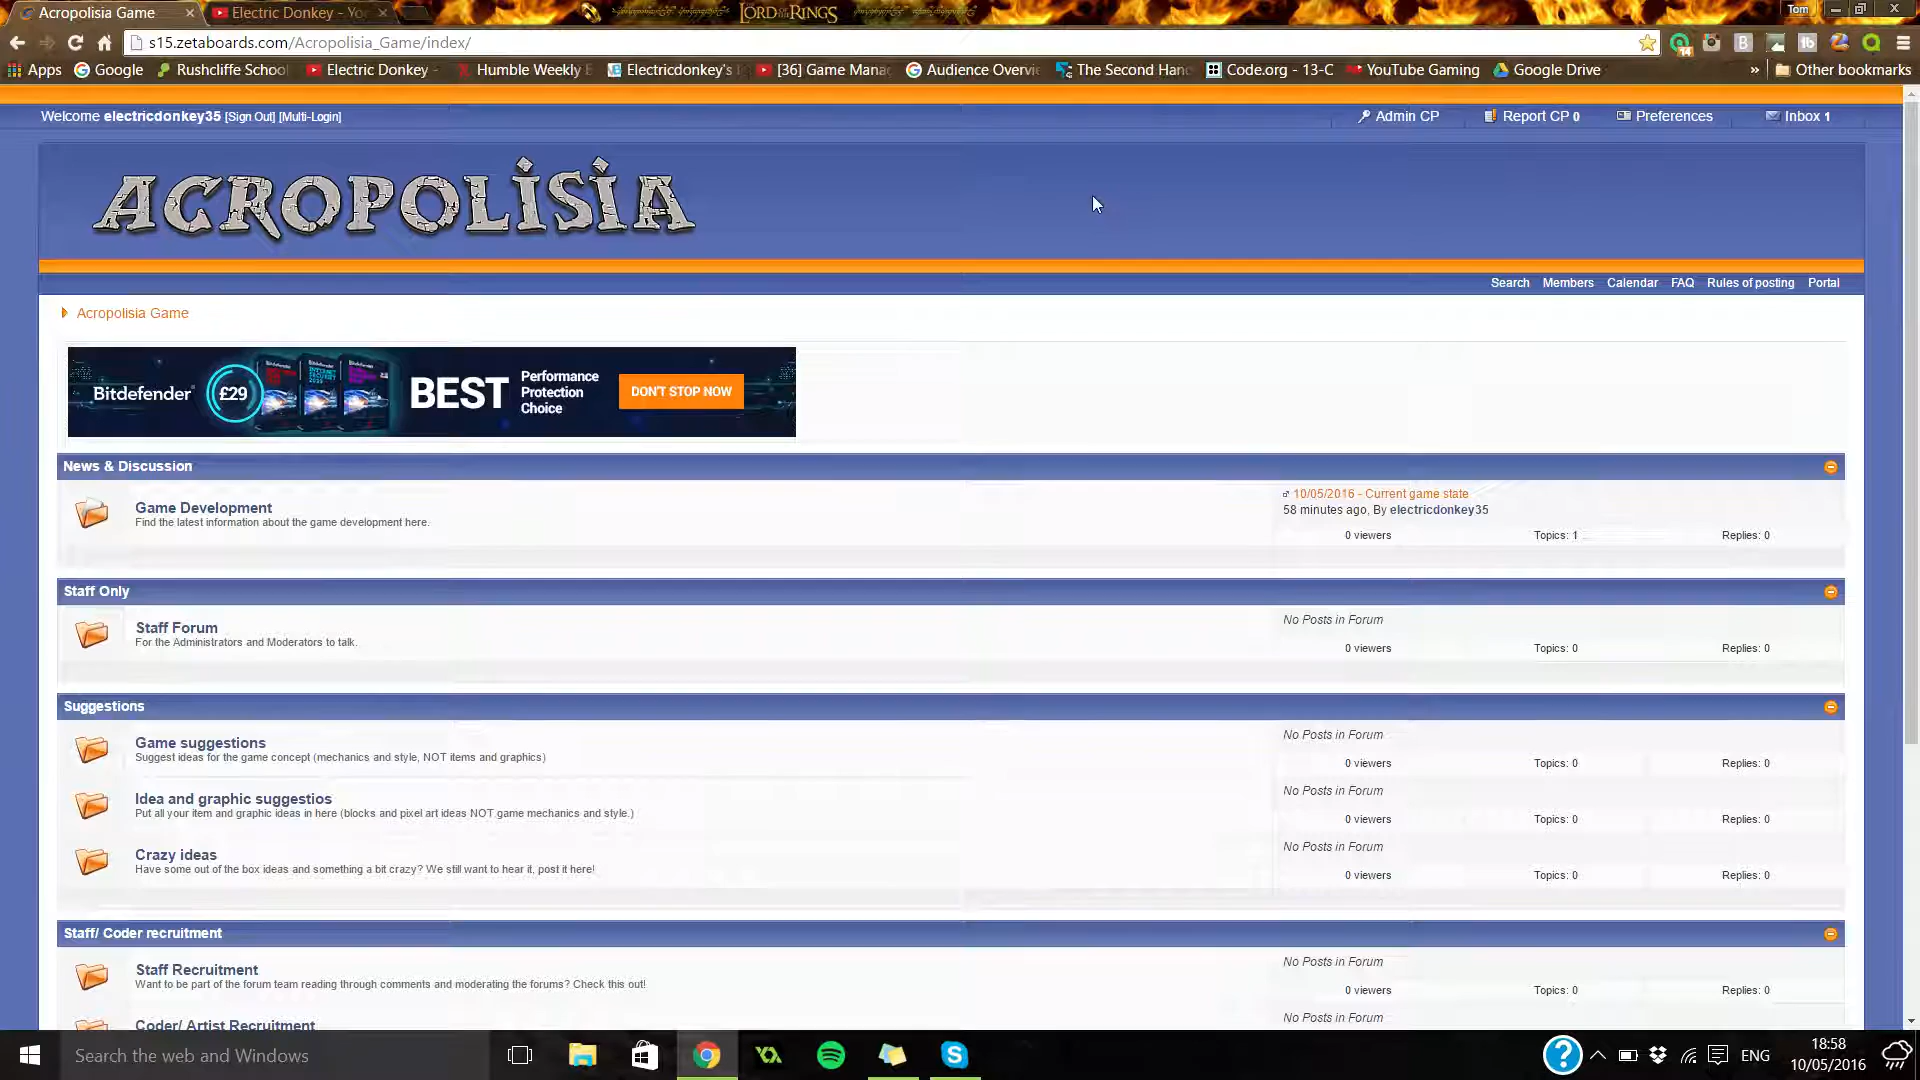 Acropolisia Game
Electric Donkey - Yo
THE LORD OF THE RINGS
Tom
s15.zetaboards.com/Acropolisia_Game/index/
14
Apps
Google
Rushcliffe School
Electric Donkey -
Humble Weekly
Electricdonkey's
[36] Game Mana
Audience Overvi
The Second Han
Code.org - 13-C
YouTube Gaming
Google Drive
»
Other bookmarks
Welcome electricdonkey35 [Sign Out] [Multi-Login]
Admin CP
Report CP 0
Preferences
Inbox 1
ACROPOLISIA
Search Members Calendar FAQ Rules of posting Portal
Acropolisia Game
Bitdefender
£29
BEST
Performance
Protection
Choice
DON'T STOP NOW
News & Discussion
Game Development
Find the latest information about the game development here.
10/05/2016 - Current game state
58 minutes ago, By electricdonkey35
0 viewers
Topics: 1
Replies: 0
Staff Only
Staff Forum
For the Administrators and Moderators to talk.
No Posts in Forum
0 viewers
Topics: 0
Replies: 0
Suggestions
Game suggestions
Suggest ideas for the game concept (mechanics and style, NOT items and graphics)
No Posts in Forum
0 viewers
Topics: 0
Replies: 0
Idea and graphic suggestios
Put all your item and graphic ideas in here (blocks and pixel art ideas NOT game mechanics and style.)
No Posts in Forum
0 viewers
Topics: 0
Replies: 0
Crazy ideas
Have some out of the box ideas and something a bit crazy? We still want to hear it, post it here!
No Posts in Forum
0 viewers
Topics: 0
Replies: 0
Staff/ Coder recruitment
Staff Recruitment
Want to be part of the forum team reading through comments and moderating the forums? Check this out!
No Posts in Forum
0 viewers
Topics: 0
Replies: 0
Coder/ Artist Recruitment
No Posts in Forum
Search the web and Windows
ENG
18:58
10/05/2016